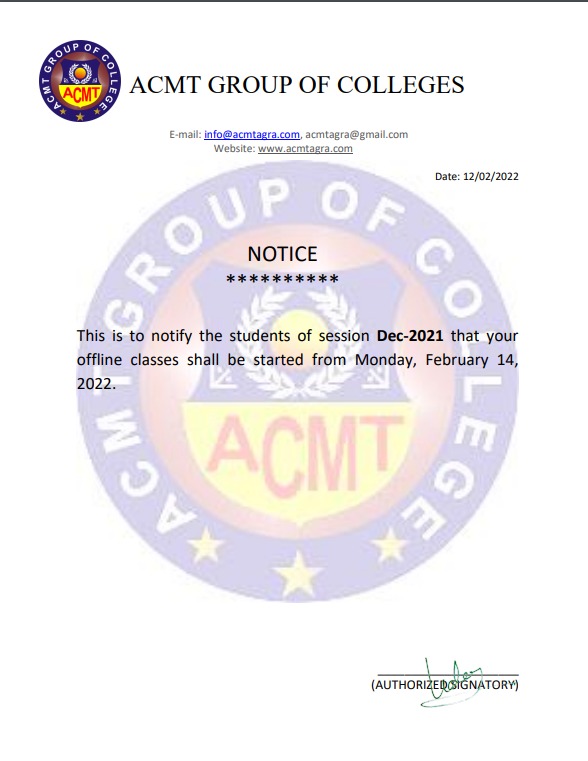 ACMT GROUP OF COLLEGES
ACMT
ACMT GROUP OF COLLEGES
E-mail: info@acmtagra.com, acmtagra@gmail.com
Website: www.acmtagra.com
Date: 12/02/2022
ACMT GROUP OF COLLEGE
ACMT
NOTICE
**********
This is to notify the students of session Dec-2021 that your
offline classes shall be started from Monday, February 14,
2022.
(AUTHORIZED SIGNATORY)